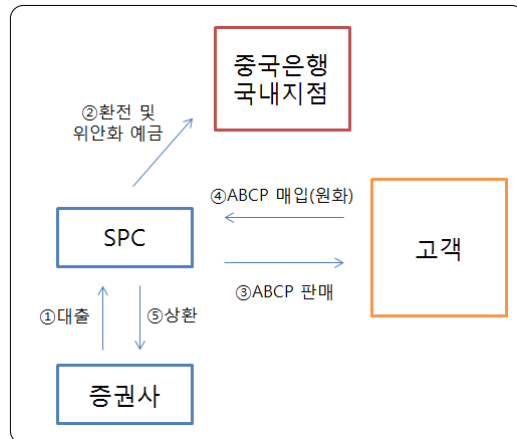 중국은행
국내지점
②환전 및
위안화 예금
④ABCP 매입(원화)
SPC
고객
③ABCP 판매
①대출
⑤상환
증권사